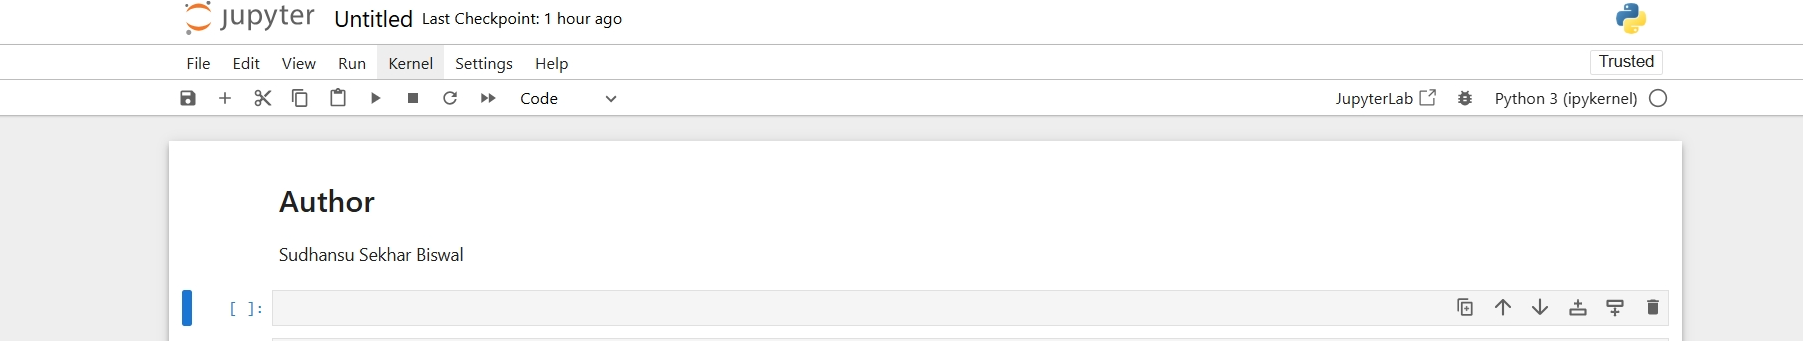 jupyter Untitled Last Checkpoint: 1 hour ago
File Edit View Run Kernel Settings Help Trusted
Code JupyterLab Python 3 (ipykernel)
Author
Sudhansu Sekhar Biswal
[ ]: